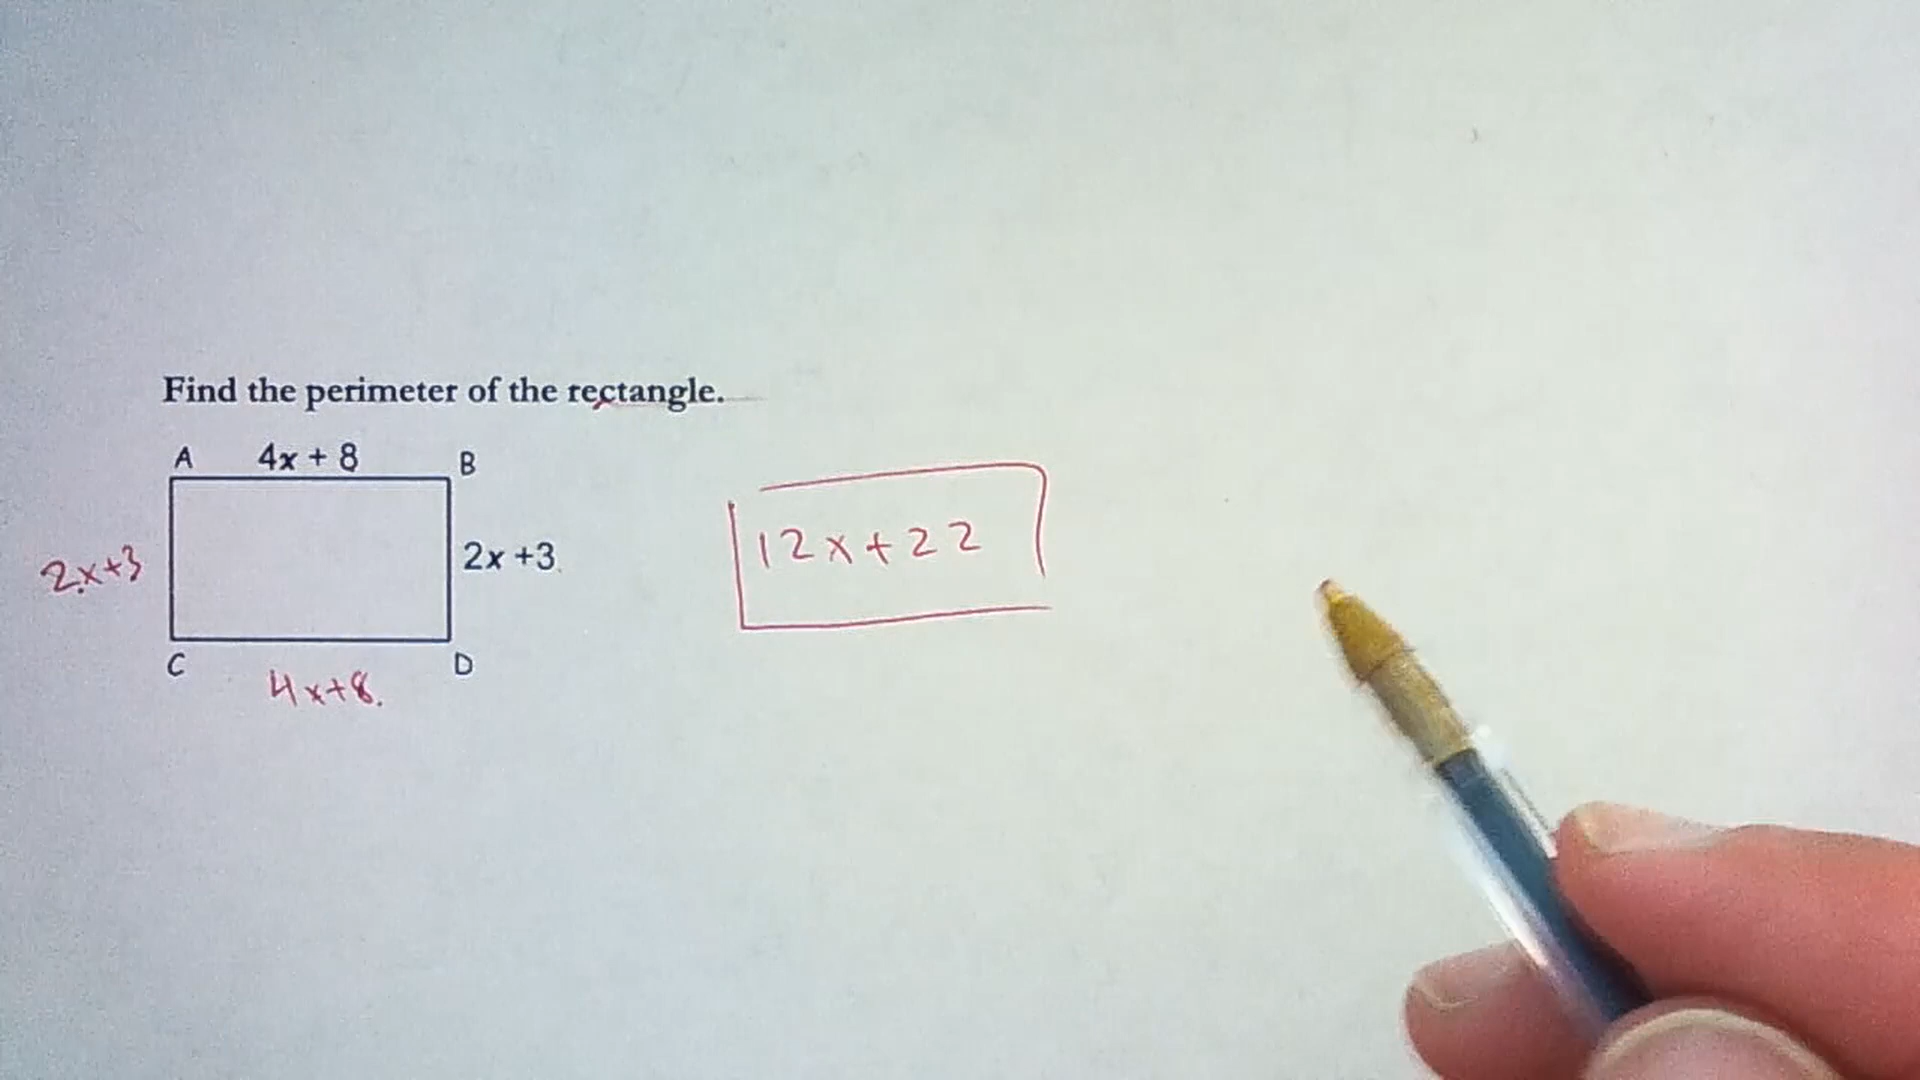 Find the perimeter of the rectangle.
A 4x + 8 B
2x+3 2x +3 12x+22
C D
4x+8.